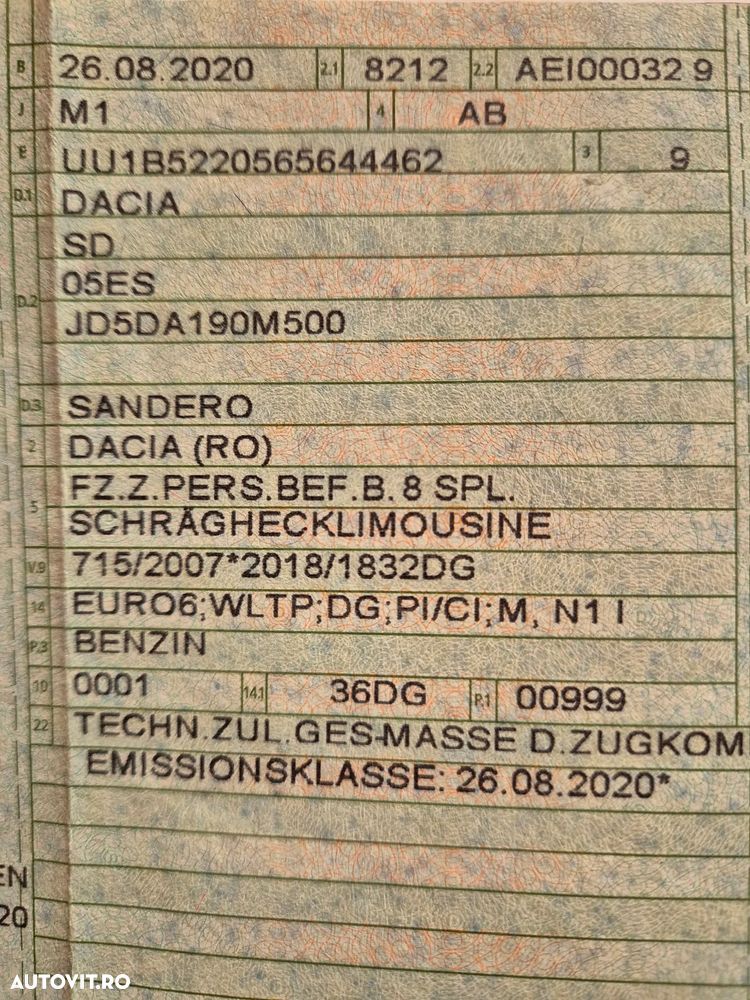 B 26.08.2020 2.1 8212 2.2 AEI00032 9
J M1 4 AB
E UU1B5220565644462 3 9
D.1 DACIA
SD
D.2 05ES
JD5DA190M500
D.3 SANDERO
2 DACIA (RO)
FZ.Z.PERS.BEF.B. 8 SPL.
5 SCHRÄGHECKLIMOUSINE
V.9 715/2007*2018/1832DG
14 EURO6;WLTP;DG;PI/CI;M, N1 I
P.3 BENZIN
10 0001 14.1 36DG P.1 00999
22 TECHN.ZUL.GES-MASSE D.ZUGKOM
EMISSIONSKLASSE: 26.08.2020*
EN
20
AUTOVIT.RO